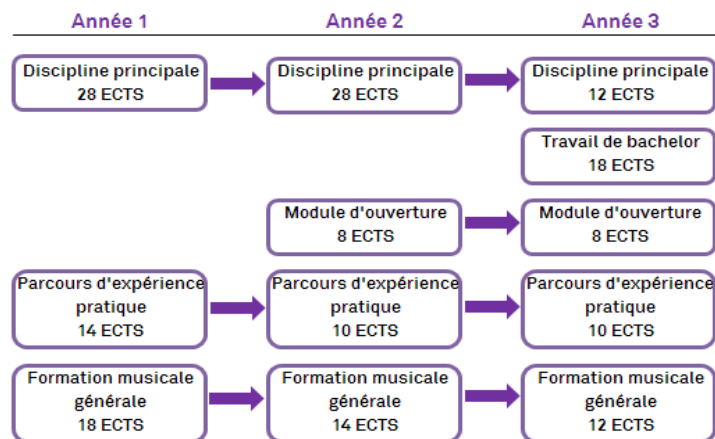 Année 1
Année 2
Année 3
Discipline principale
28 ECTS
Discipline principale
28 ECTS
Discipline principale
12 ECTS
Travail de bachelor
18 ECTS
Module d'ouverture
8 ECTS
Module d'ouverture
8 ECTS
Parcours d'expérience
pratique
14 ECTS
Parcours d'expérience
pratique
10 ECTS
Parcours d'expérience
pratique
10 ECTS
Formation musicale
générale
18 ECTS
Formation musicale
générale
14 ECTS
Formation musicale
générale
12 ECTS